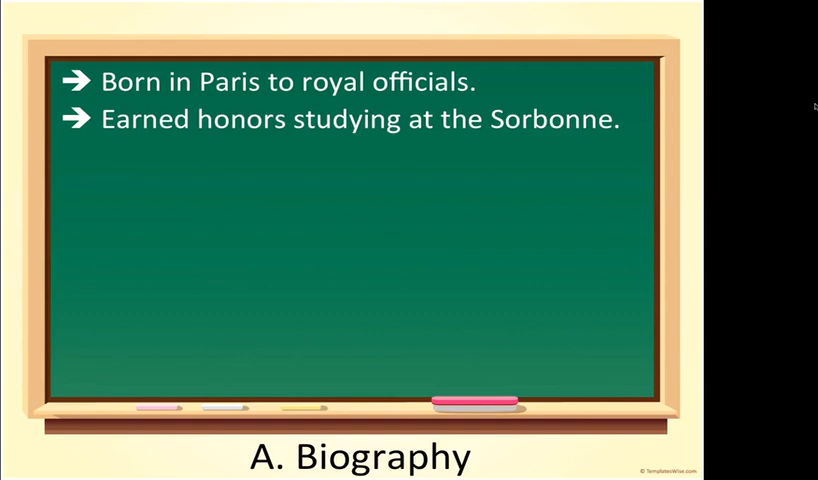 ➔ Born in Paris to royal officials.
➔ Earned honors studying at the Sorbonne.
A. Biography
© TemplatesWise.com